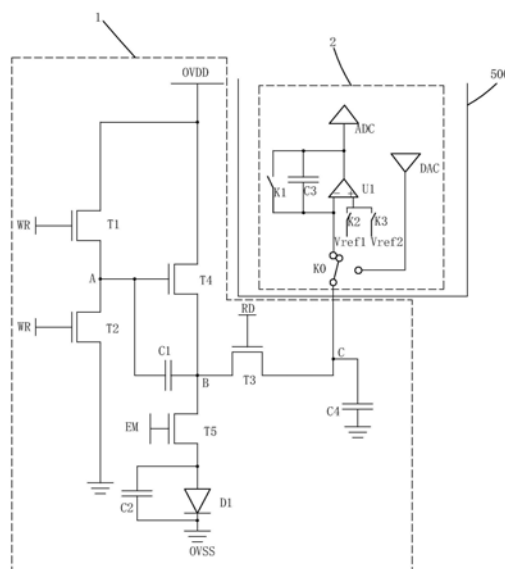 1
2
500
OVDD
ADC
DAC
K1
C3
U1
- +
K2
K3
Vref1
Vref2
WR
T1
K0
A
T4
RD
WR
T2
C1
B
T3
C
C4
EM
T5
C2
D1
OVSS